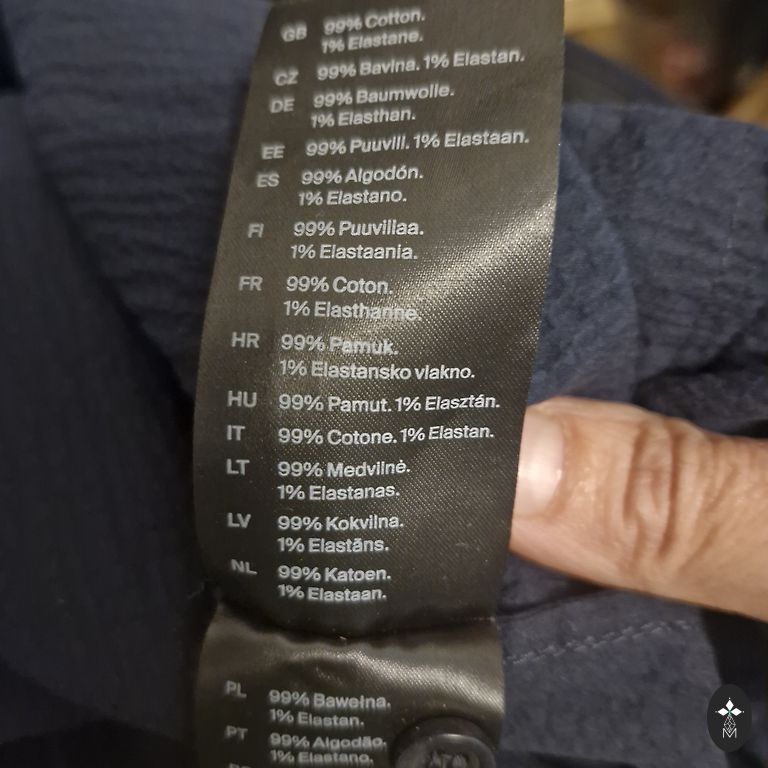 GB 99% Cotton.
1% Elastane.
CZ 99% Bavlna. 1% Elastan.
DE 99% Baumwolle.
1% Elasthan.
EE 99% Puuvill. 1% Elastaan.
ES 99% Algodón.
1% Elastano.
FI 99% Puuvillaa.
1% Elastaania.
FR 99% Coton.
1% Elasthanne.
HR 99% Pamuk.
1% Elastansko vlakno.
HU 99% Pamut. 1% Elasztán.
IT 99% Cotone. 1% Elastan.
LT 99% Medvilnė.
1% Elastanas.
LV 99% Kokvilna.
1% Elastāns.
NL 99% Katoen.
1% Elastaan.
PL 99% Bawełna.
1% Elastan.
PT 99% Algodão.
1% Elastano.
M